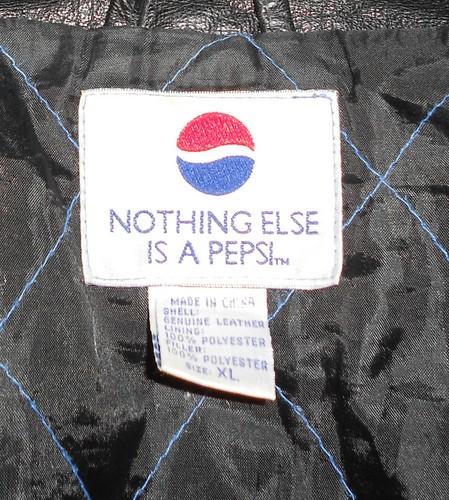 NOTHING ELSE
IS A PEPSI™
MADE IN CHINA
SHELL:
GENUINE LEATHER
LINING:
100% POLYESTER
FILLER:
100% POLYESTER
SIZE: XL